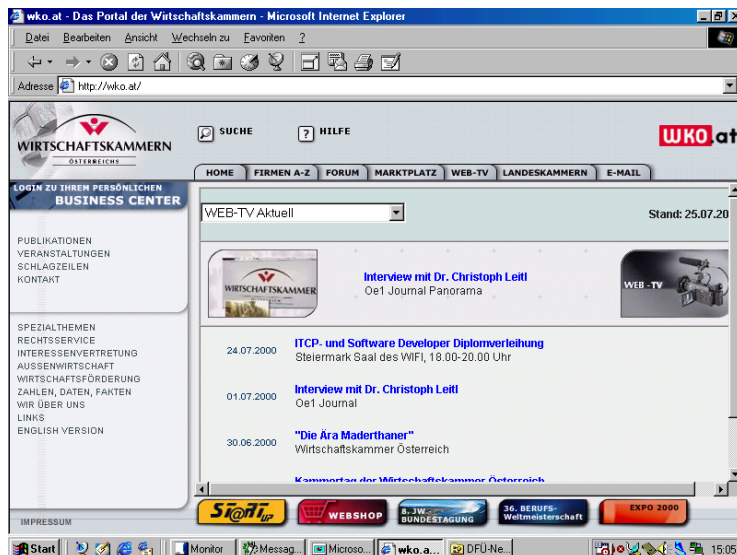 wko.at - Das Portal der Wirtschaftskammern - Microsoft Internet Explorer
Datei Bearbeiten Ansicht Wechseln zu Favoriten ?
Adresse http://wko.at/
WIRTSCHAFTSKAMMERN
ÖSTERREICHS
SUCHE
? HILFE
WKO.at
HOME FIRMEN A-Z FORUM MARKTPLATZ WEB-TV LANDESKAMMERN E-MAIL
LOGIN ZU IHREM PERSÖNLICHEN
BUSINESS CENTER
PUBLIKATIONEN
VERANSTALTUNGEN
SCHLAGZEILEN
KONTAKT
SPEZIALTHEMEN
RECHTSSERVICE
INTERESSENVERTRETUNG
AUSSENWIRTSCHAFT
WIRTSCHAFTSFÖRDERUNG
ZAHLEN, DATEN, FAKTEN
WIR ÜBER UNS
LINKS
ENGLISH VERSION
IMPRESSUM
WEB-TV Aktuell
Stand: 25.07.20
WIRTSCHAFTSKAMMER
Interview mit Dr. Christoph Leitl
Oe1 Journal Panorama
WEB-TV
24.07.2000
ITCP- und Software Developer Diplomverleihung
Steiermark Saal des WIFI, 18.00-20.00 Uhr
01.07.2000
Interview mit Dr. Christoph Leitl
Oe1 Journal
30.06.2000
"Die Ära Maderthaner"
Wirtschaftskammer Österreich
Kammertag der Wirtschaftskammer Österreich
St@rt Up
WEBSHOP
8. JW BUNDESTAGUNG
36. BERUFS-
Weltmeisterschaft
EXPO 2000
Start Monitor Messag... Microso... wko.a... DFÜ-Ne... 15:05